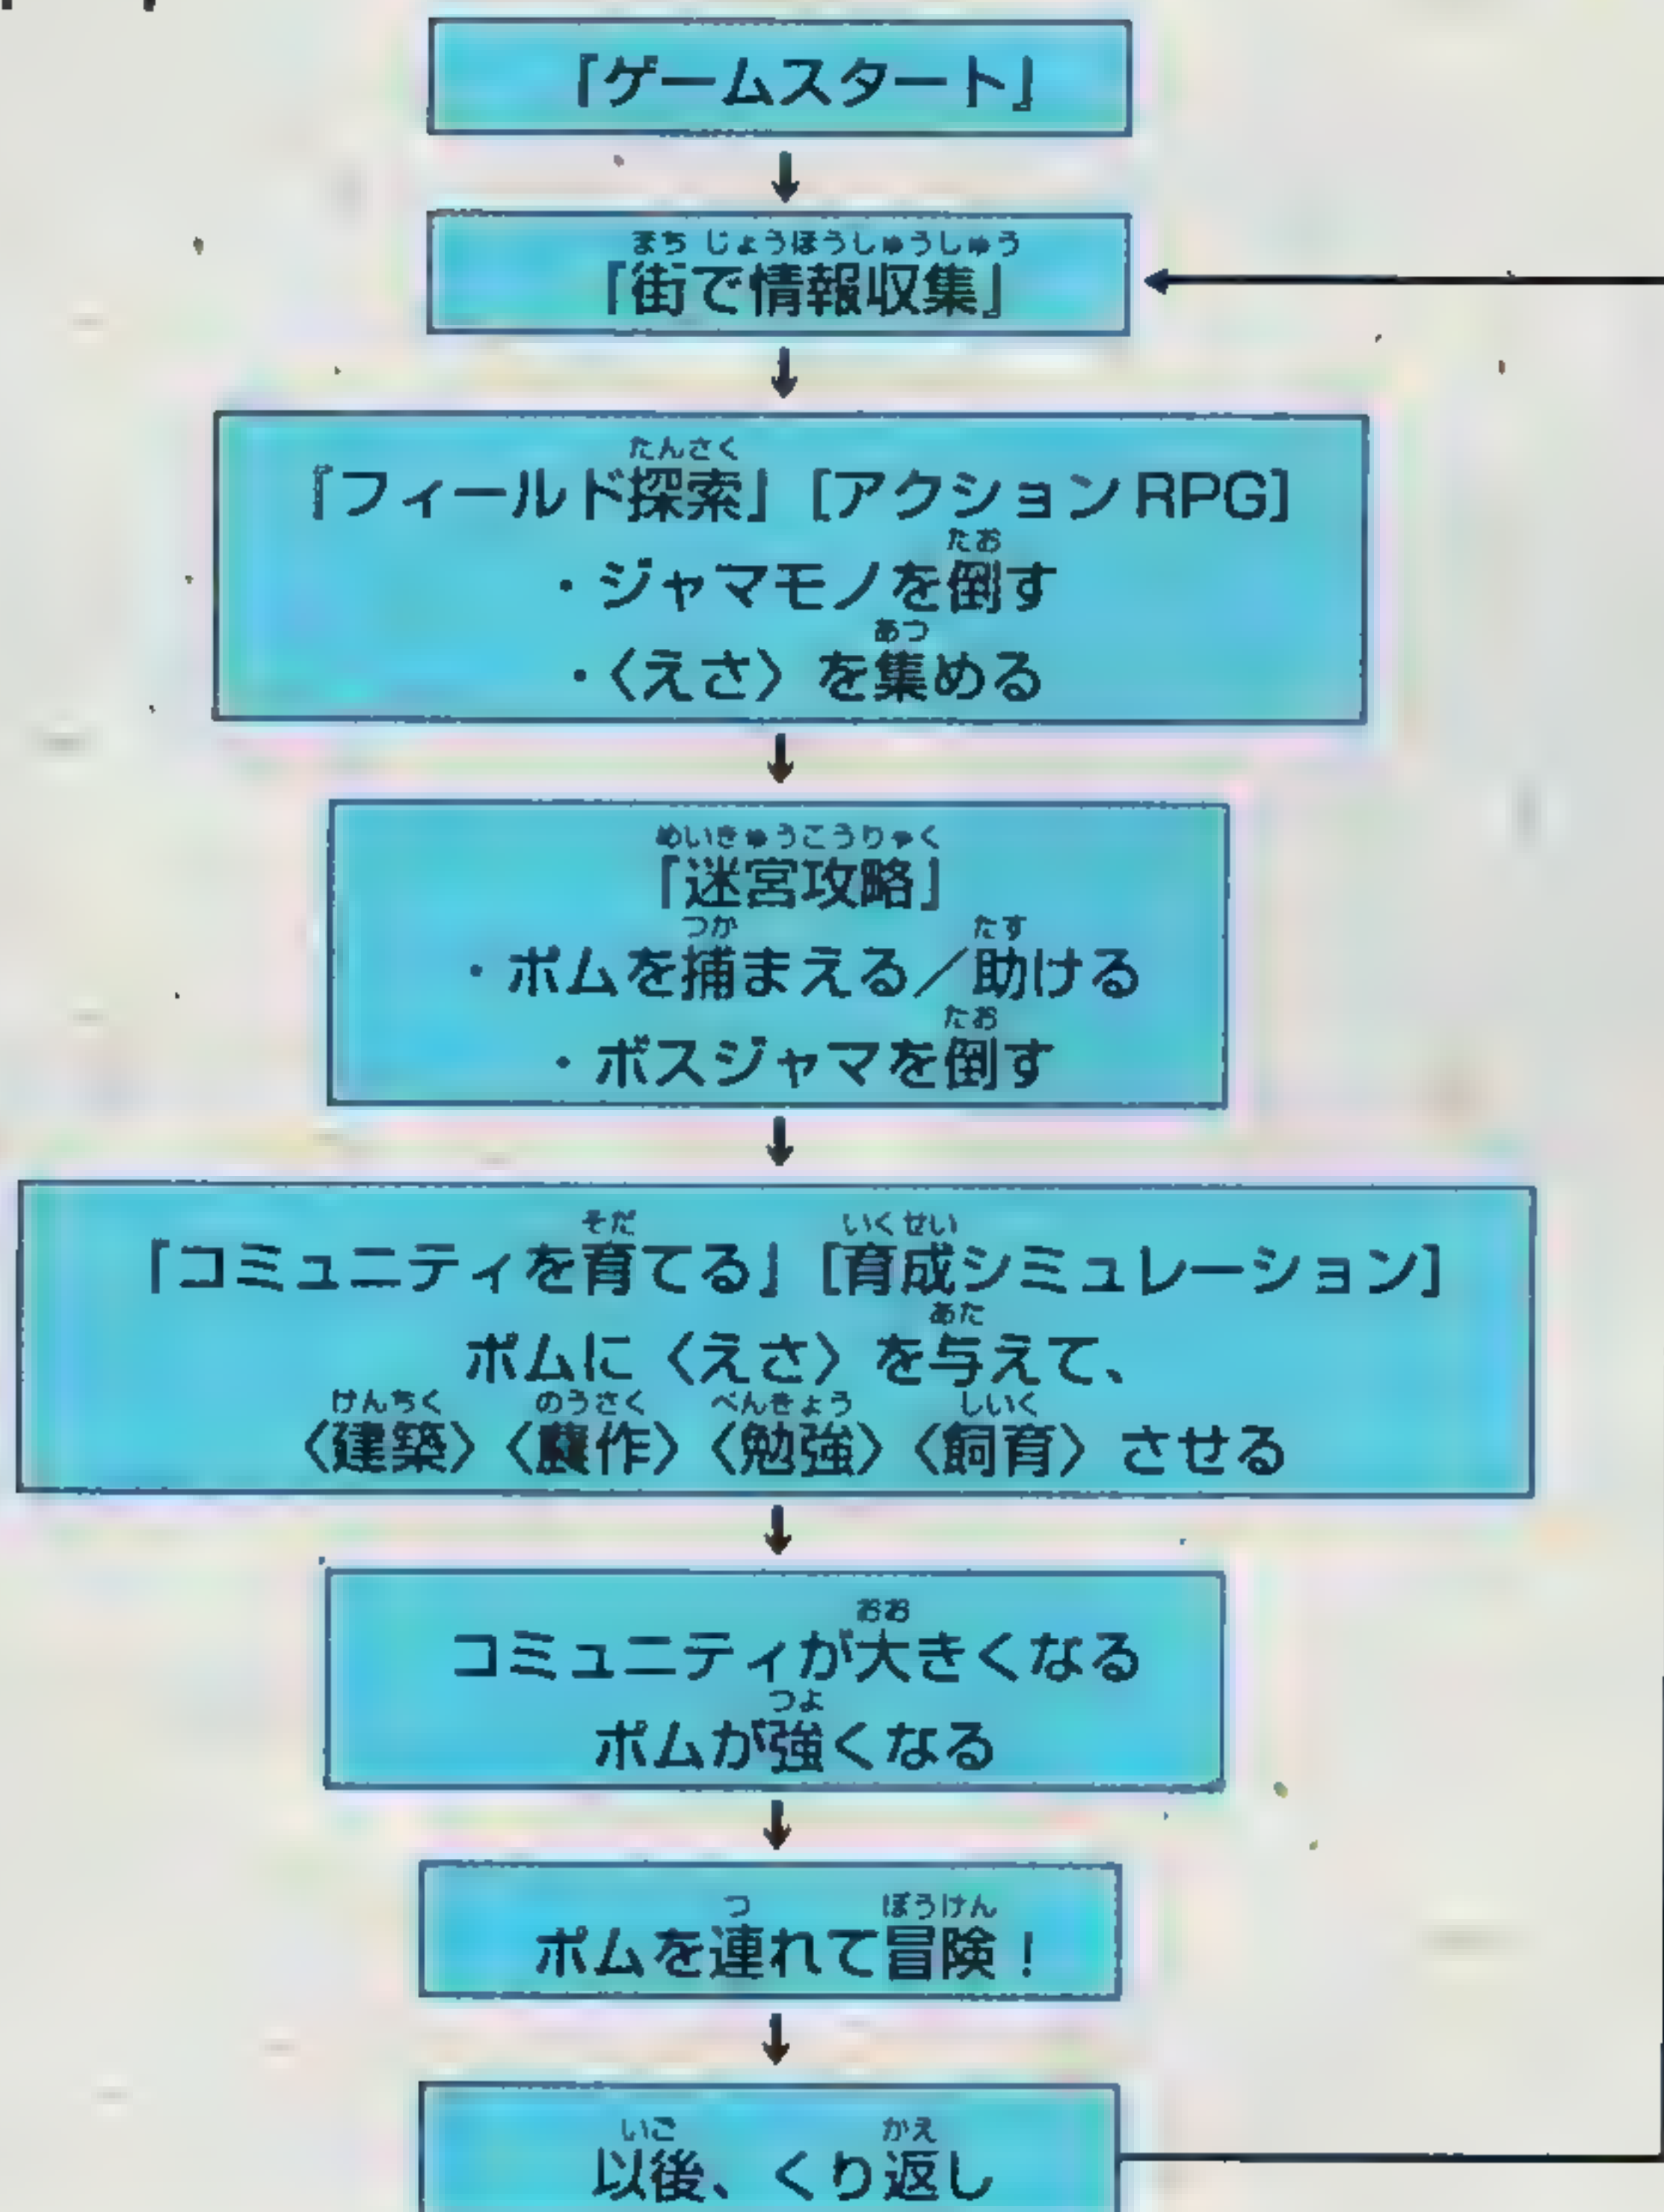 『ゲームスタート』
まち じょうほうしゅうしゅう
『街で情報収集』
たんさく
『フィールド探索』[アクションRPG]
たお
・ジャマモノを倒す
あつ
・〈えさ〉を集める
めいきゅうこうりゃく
『迷宮攻略』
つか たす
・ポムを捕まえる／助ける
たお
・ボスジャマを倒す
そだ いくせい
『コミュニティを育てる』[育成シミュレーション]
あた
ポムに〈えさ〉を与えて、
けんちく のうさく べんきょう しいく
〈建築〉〈農作〉〈勉強〉〈飼育〉させる
おお
コミュニティが大きくなる
つよ
ポムが強くなる
つ ぼうけん
ポムを連れて冒険！
いご かえ
以後、くり返し